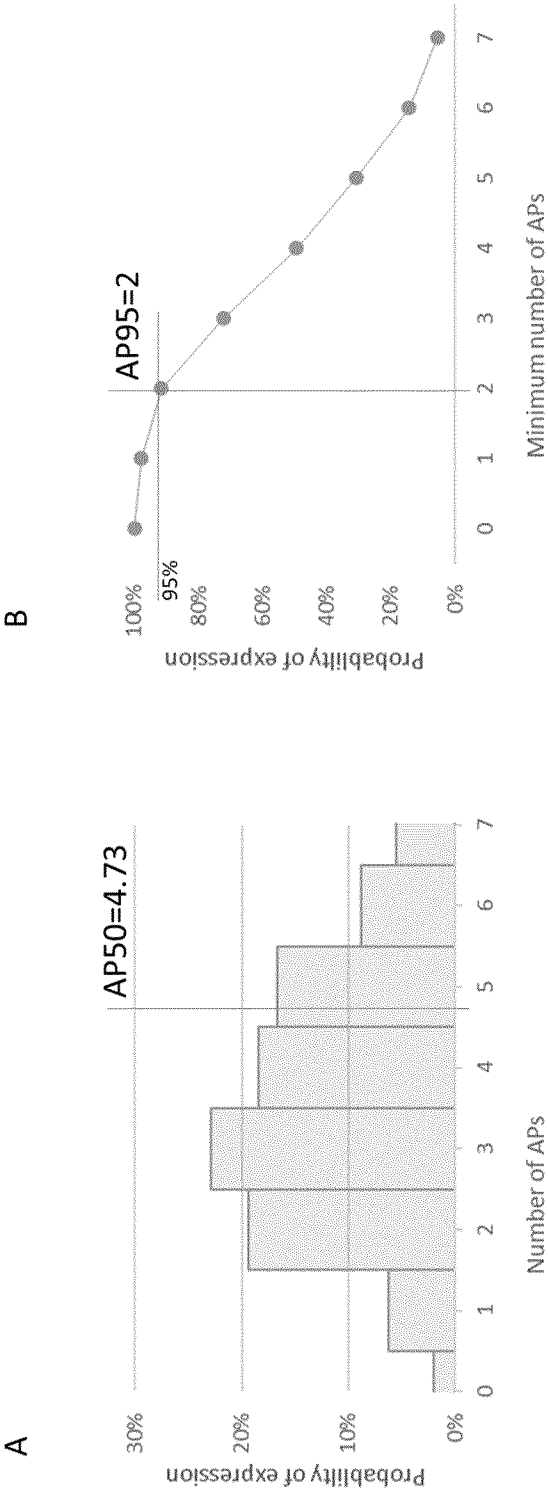 A
AP50=4.73
30%
20%
10%
0%
Probability of expression
0 1 2 3 4 5 6 7
Number of APs
B
AP95=2
100%
95%
80%
60%
40%
20%
0%
Probability of expression
0 1 2 3 4 5 6 7
Minimum number of APs